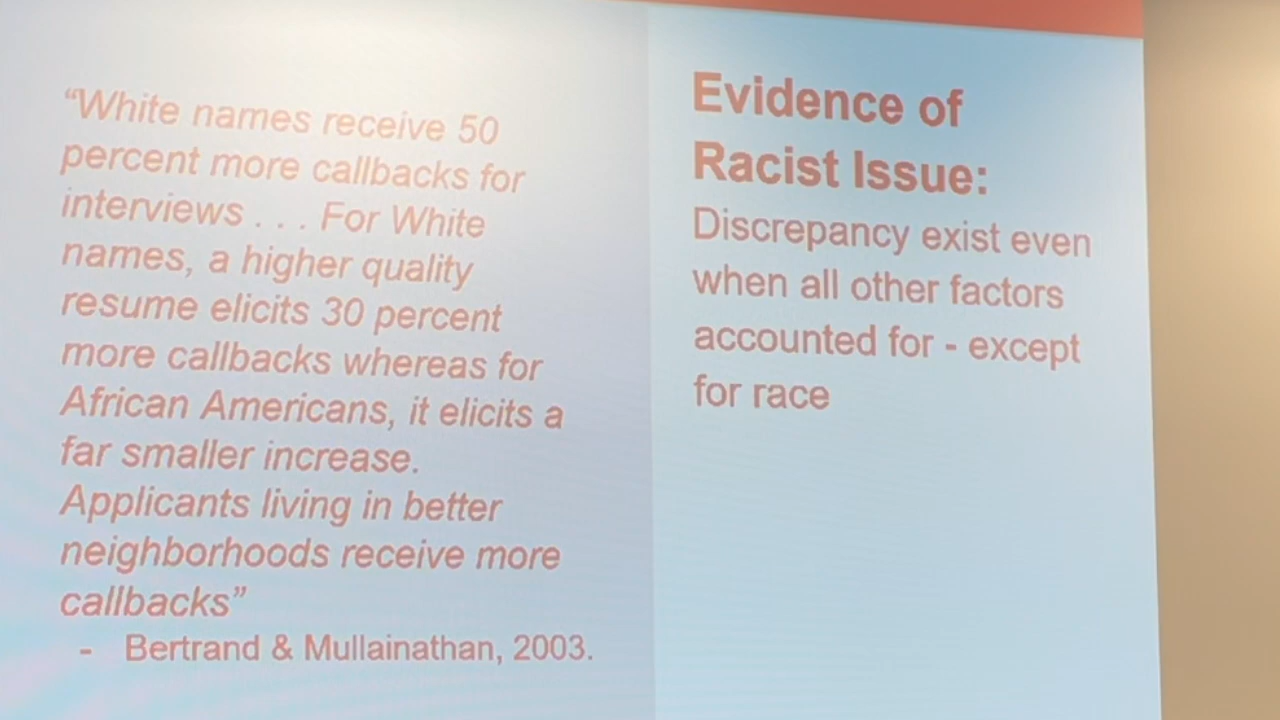 “White names receive 50
percent more callbacks for
interviews . . . For White
names, a higher quality
resume elicits 30 percent
more callbacks whereas for
African Americans, it elicits a
far smaller increase.
Applicants living in better
neighborhoods receive more
callbacks”
- Bertrand & Mullainathan, 2003.
Evidence of
Racist Issue:
Discrepancy exist even
when all other factors
accounted for - except
for race